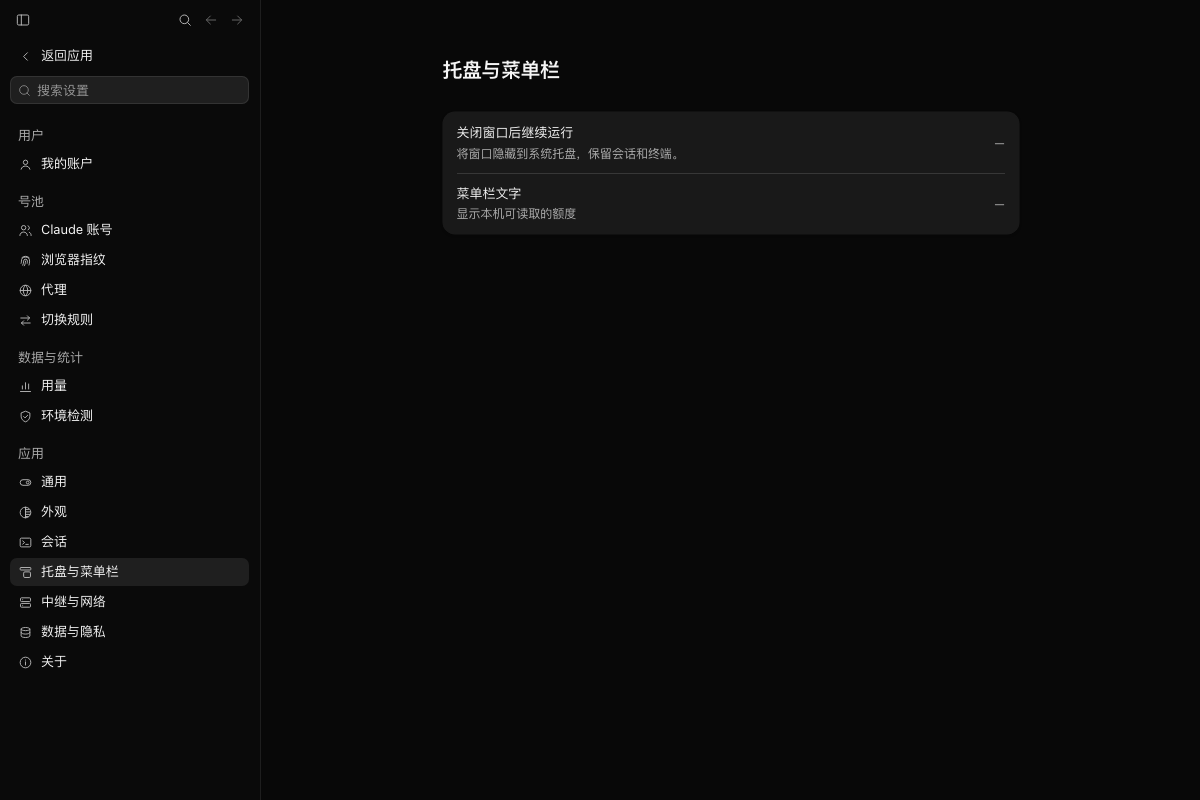 返回应用
搜索设置
用户
我的账户
号池
Claude 账号
浏览器指纹
代理
切换规则
数据与统计
用量
环境检测
应用
通用
外观
会话
托盘与菜单栏
中继与网络
数据与隐私
关于
托盘与菜单栏
关闭窗口后继续运行
将窗口隐藏到系统托盘，保留会话和终端。
—
菜单栏文字
显示本机可读取的额度
—